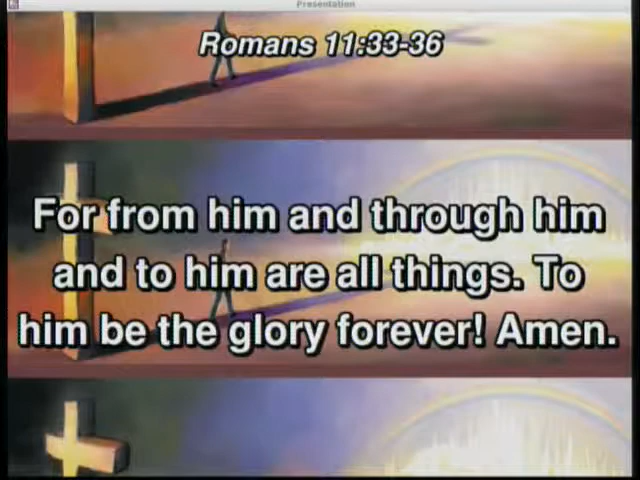 Presentation
Romans 11:33-36
For from him and through him
and to him are all things. To
him be the glory forever! Amen.